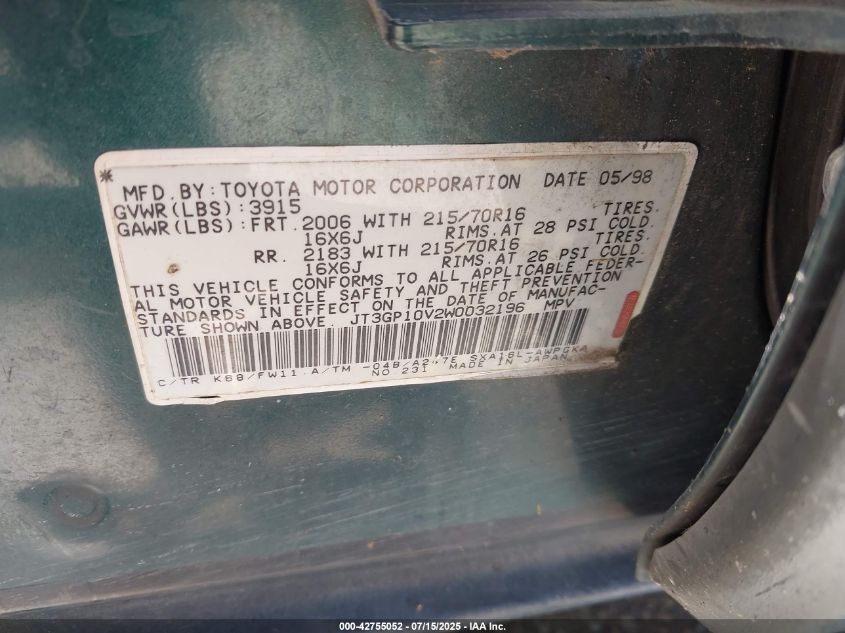 * MFD.BY:TOYOTA MOTOR CORPORATION DATE 05/98
GVWR(LBS):3915
GAWR(LBS):FRT.2006 WITH 215/70R16 TIRES.
16X6J RIMS.AT 28 PSI COLD.
RR. 2183 WITH 215/70R16 TIRES.
16X6J RIMS.AT 26 PSI COLD.
THIS VEHICLE CONFORMS TO ALL APPLICABLE FEDER-
AL MOTOR VEHICLE SAFETY AND THEFT PREVENTION
STANDARDS IN EFFECT ON THE DATE OF MANUFAC-
TURE SHOWN ABOVE. JT3GP10V2W0032196 MPV
C/TR K68/FW11 A/TM -04B/A247E SXA16L-AWPGKA
NO 231 MADE IN JAPAN
000-42755052 - 07/15/2025 - IAA Inc.